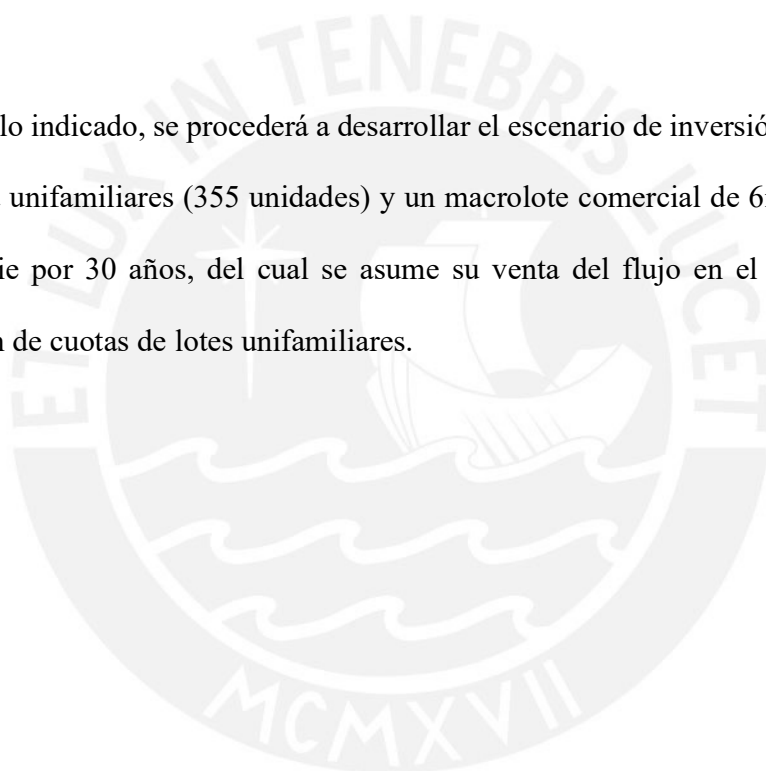 ET LUX IN TENEBRIS LUCET
lo indicado, se procederá a desarrollar el escenario de inversió
unifamiliares (355 unidades) y un macrolote comercial de 6
ie por 30 años, del cual se asume su venta del flujo en el
de cuotas de lotes unifamiliares.
MCMXVII